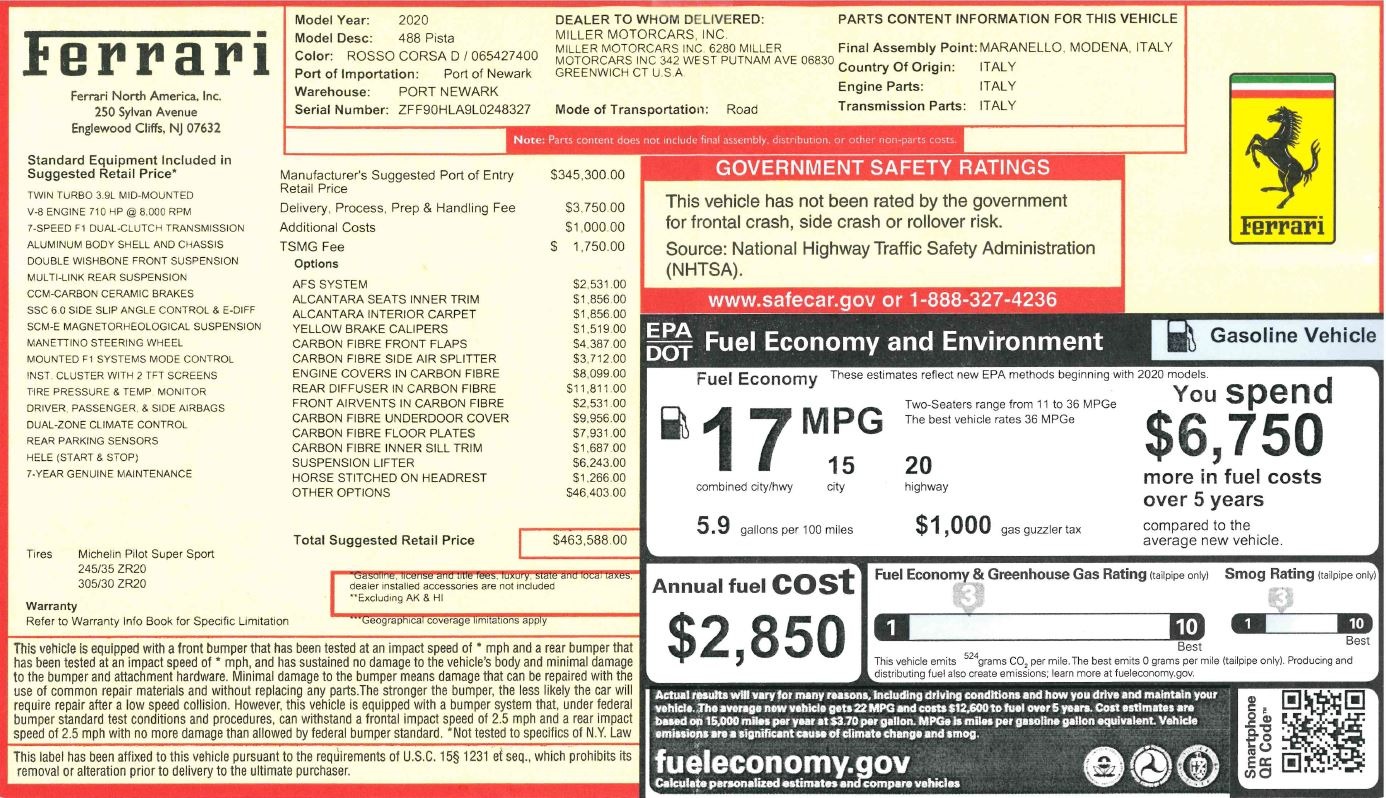 Ferrari
Ferrari North America, Inc.
250 Sylvan Avenue
Englewood Cliffs, NJ 07632
Model Year: 2020
Model Desc: 488 Pista
Color: ROSSO CORSA D / 065427400
Port of Importation: Port of Newark
Warehouse: PORT NEWARK
Serial Number: ZFF90HLA9L0248327
DEALER TO WHOM DELIVERED:
MILLER MOTORCARS, INC.
MILLER MOTORCARS INC. 6280 MILLER
MOTORCARS INC 342 WEST PUTNAM AVE 06830
GREENWICH CT U.S.A
Mode of Transportation: Road
PARTS CONTENT INFORMATION FOR THIS VEHICLE
Final Assembly Point: MARANELLO, MODENA, ITALY
Country Of Origin: ITALY
Engine Parts: ITALY
Transmission Parts: ITALY
Note: Parts content does not include final assembly, distribution, or other non-parts costs.
Ferrari
Standard Equipment Included in
Suggested Retail Price*
TWIN TURBO 3.9L MID-MOUNTED
V-8 ENGINE 710 HP @ 8,000 RPM
7-SPEED F1 DUAL-CLUTCH TRANSMISSION
ALUMINUM BODY SHELL AND CHASSIS
DOUBLE WISHBONE FRONT SUSPENSION
MULTI-LINK REAR SUSPENSION
CCM-CARBON CERAMIC BRAKES
SSC 6.0 SIDE SLIP ANGLE CONTROL & E-DIFF
SCM-E MAGNETORHEOLOGICAL SUSPENSION
MANETTINO STEERING WHEEL
MOUNTED F1 SYSTEMS MODE CONTROL
INST. CLUSTER WITH 2 TFT SCREENS
TIRE PRESSURE & TEMP. MONITOR
DRIVER, PASSENGER, & SIDE AIRBAGS
DUAL-ZONE CLIMATE CONTROL
REAR PARKING SENSORS
HELE (START & STOP)
7-YEAR GENUINE MAINTENANCE
Tires Michelin Pilot Super Sport
245/35 ZR20
305/30 ZR20
Warranty
Refer to Warranty Info Book for Specific Limitation
Manufacturer's Suggested Port of Entry $345,300.00
Retail Price
Delivery, Process, Prep & Handling Fee $3,750.00
Additional Costs $1,000.00
TSMG Fee $ 1,750.00
Options
AFS SYSTEM $2,531.00
ALCANTARA SEATS INNER TRIM $1,856.00
ALCANTARA INTERIOR CARPET $1,856.00
YELLOW BRAKE CALIPERS $1,519.00
CARBON FIBRE FRONT FLAPS $4,387.00
CARBON FIBRE SIDE AIR SPLITTER $3,712.00
ENGINE COVERS IN CARBON FIBRE $8,099.00
REAR DIFFUSER IN CARBON FIBRE $11,811.00
FRONT AIRVENTS IN CARBON FIBRE $2,531.00
CARBON FIBRE UNDERDOOR COVER $9,956.00
CARBON FIBRE FLOOR PLATES $7,931.00
CARBON FIBRE INNER SILL TRIM $1,687.00
SUSPENSION LIFTER $6,243.00
HORSE STITCHED ON HEADREST $1,266.00
OTHER OPTIONS $46,403.00
Total Suggested Retail Price $463,588.00
*Gasoline, license and title fees, luxury, state and local taxes,
dealer installed accessories are not included
**Excluding AK & HI
***Geographical coverage limitations apply
This vehicle is equipped with a front bumper that has been tested at an impact speed of * mph and a rear bumper that
has been tested at an impact speed of * mph, and has sustained no damage to the vehicle's body and minimal damage
to the bumper and attachment hardware. Minimal damage to the bumper means damage that can be repaired with the
use of common repair materials and without replacing any parts.The stronger the bumper, the less likely the car will
require repair after a low speed collision. However, this vehicle is equipped with a bumper system that, under federal
bumper standard test conditions and procedures, can withstand a frontal impact speed of 2.5 mph and a rear impact
speed of 2.5 mph with no more damage than allowed by federal bumper standard. *Not tested to specifics of N.Y. Law
This label has been affixed to this vehicle pursuant to the requirements of U.S.C. 15§ 1231 et seq., which prohibits its
removal or alteration prior to delivery to the ultimate purchaser.
GOVERNMENT SAFETY RATINGS
This vehicle has not been rated by the government
for frontal crash, side crash or rollover risk.
Source: National Highway Traffic Safety Administration
(NHTSA).
www.safecar.gov or 1-888-327-4236
EPA
DOT
Fuel Economy and Environment
Gasoline Vehicle
Fuel Economy
These estimates reflect new EPA methods beginning with 2020 models.
17 MPG
Two-Seaters range from 11 to 36 MPGe
The best vehicle rates 36 MPGe
15 20
combined city/hwy city highway
5.9 gallons per 100 miles
$1,000 gas guzzler tax
You spend
$6,750
more in fuel costs
over 5 years
compared to the
average new vehicle.
Annual fuel cost
$2,850
Fuel Economy & Greenhouse Gas Rating (tailpipe only)
3
1 10
Best
Smog Rating (tailpipe only)
3
1 10
Best
This vehicle emits 524 grams CO2 per mile. The best emits 0 grams per mile (tailpipe only). Producing and
distributing fuel also create emissions; learn more at fueleconomy.gov.
Actual results will vary for many reasons, including driving conditions and how you drive and maintain your
vehicle. The average new vehicle gets 22 MPG and costs $12,600 to fuel over 5 years. Cost estimates are
based on 15,000 miles per year at $3.70 per gallon. MPGe is miles per gasoline gallon equivalent. Vehicle
emissions are a significant cause of climate change and smog.
fueleconomy.gov
Calculate personalized estimates and compare vehicles
Smartphone
QR Code™